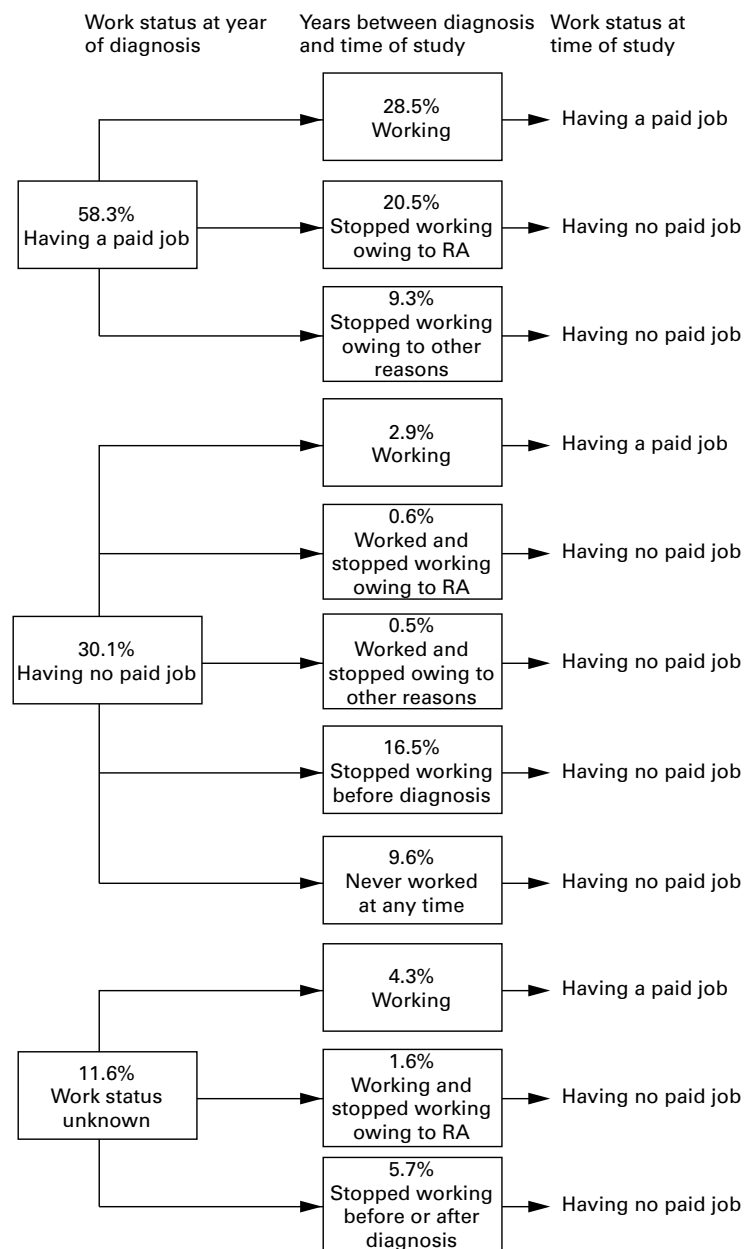 Work status at year
of diagnosis
Years between diagnosis
and time of study
Work status at
time of study
58.3%
Having a paid job
28.5%
Working
Having a paid job
20.5%
Stopped working
owing to RA
Having no paid job
9.3%
Stopped working
owing to other
reasons
Having no paid job
30.1%
Having no paid job
2.9%
Working
Having a paid job
0.6%
Worked and
stopped working
owing to RA
Having no paid job
0.5%
Worked and
stopped owing to
other reasons
Having no paid job
16.5%
Stopped working
before diagnosis
Having no paid job
9.6%
Never worked
at any time
Having no paid job
11.6%
Work status
unknown
4.3%
Working
Having a paid job
1.6%
Working and
stopped working
owing to RA
Having no paid job
5.7%
Stopped working
before or after
diagnosis
Having no paid job